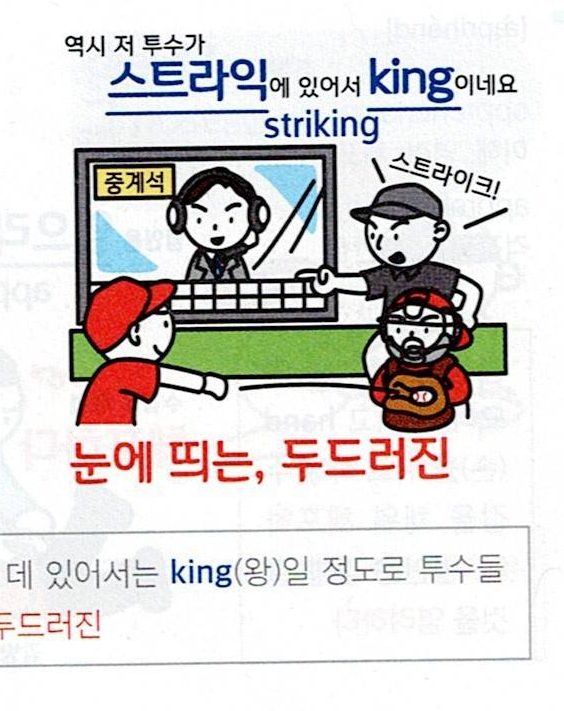 역시 저 투수가
스트라익에 있어서 king이네요
striking
중계석
스트라이크!
눈에 띄는, 두드러진
데 있어서는 king(왕)일 정도로 투수들
두드러진